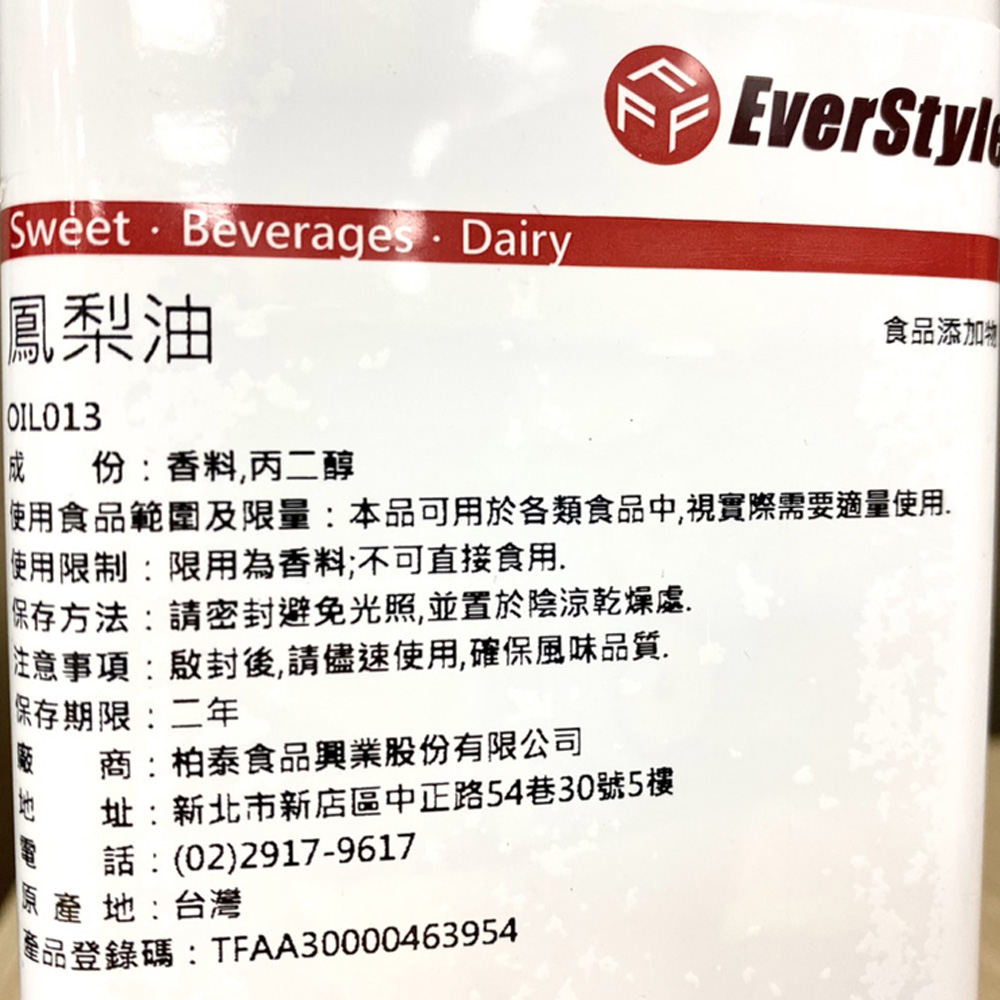 EverStyle
Sweet · Beverages · Dairy
鳳梨油
食品添加物
OIL013
成　　份：香料,丙二醇
使用食品範圍及限量：本品可用於各類食品中,視實際需要適量使用.
使用限制：限用為香料;不可直接食用.
保存方法：請密封避免光照,並置於陰涼乾燥處.
注意事項：啟封後,請儘速使用,確保風味品質.
保存期限：二年
廠　　商：柏泰食品興業股份有限公司
地　　址：新北市新店區中正路54巷30號5樓
電　　話：(02)2917-9617
原 產 地：台灣
產品登錄碼：TFAA30000463954